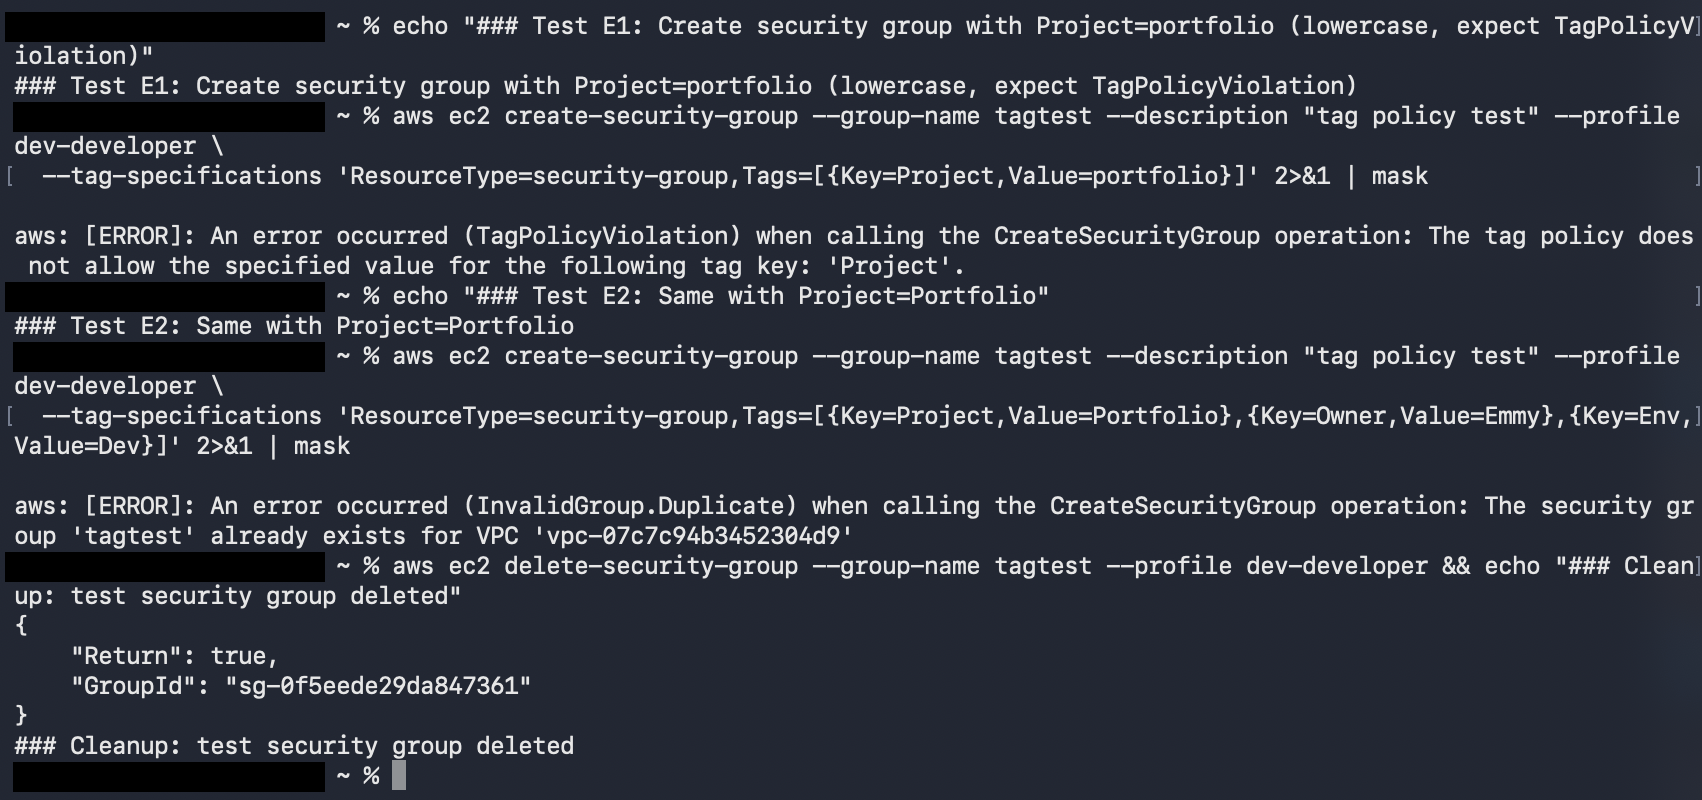 ~ % echo "### Test E1: Create security group with Project=portfolio (lowercase, expect TagPolicyV]
iolation)"
### Test E1: Create security group with Project=portfolio (lowercase, expect TagPolicyViolation)
~ % aws ec2 create-security-group --group-name tagtest --description "tag policy test" --profile
dev-developer \
[  --tag-specifications 'ResourceType=security-group,Tags=[{Key=Project,Value=portfolio}]' 2>&1 | mask ]
aws: [ERROR]: An error occurred (TagPolicyViolation) when calling the CreateSecurityGroup operation: The tag policy does
 not allow the specified value for the following tag key: 'Project'.
~ % echo "### Test E2: Same with Project=Portfolio" ]
### Test E2: Same with Project=Portfolio
~ % aws ec2 create-security-group --group-name tagtest --description "tag policy test" --profile
dev-developer \
[  --tag-specifications 'ResourceType=security-group,Tags=[{Key=Project,Value=Portfolio},{Key=Owner,Value=Emmy},{Key=Env,]
Value=Dev}]' 2>&1 | mask
aws: [ERROR]: An error occurred (InvalidGroup.Duplicate) when calling the CreateSecurityGroup operation: The security gr
oup 'tagtest' already exists for VPC 'vpc-07c7c94b3452304d9'
~ % aws ec2 delete-security-group --group-name tagtest --profile dev-developer && echo "### Clean]
up: test security group deleted"
{
    "Return": true,
    "GroupId": "sg-0f5eede29da847361"
}
### Cleanup: test security group deleted
~ %